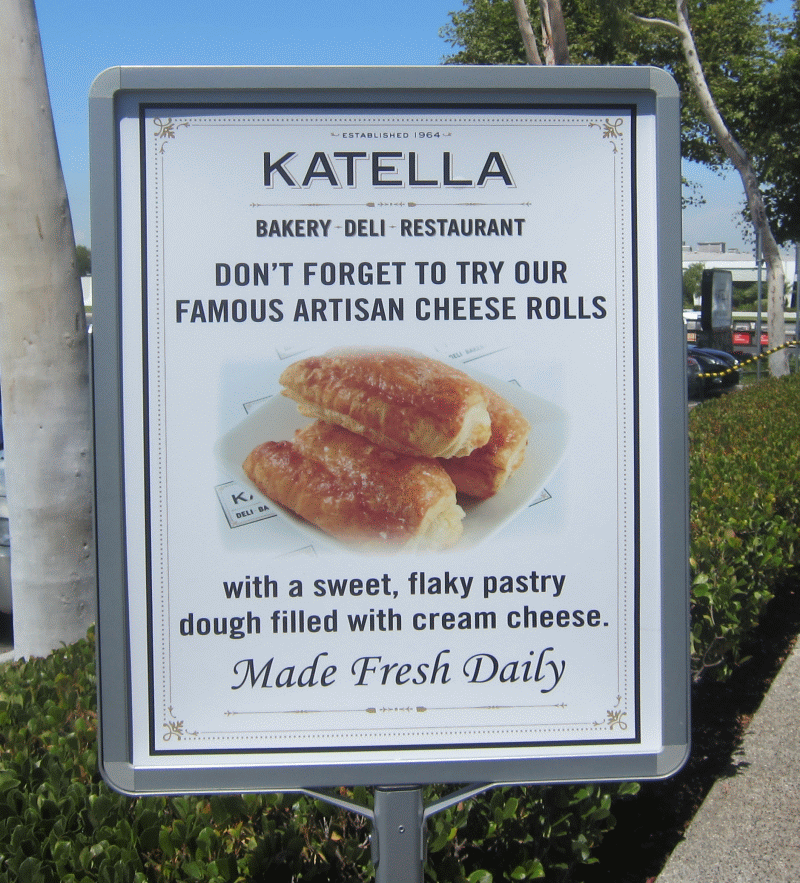 ESTABLISHED 1964
KATELLA
BAKERY - DELI - RESTAURANT
DON'T FORGET TO TRY OUR
FAMOUS ARTISAN CHEESE ROLLS
DELI
with a sweet, flaky pastry
dough filled with cream cheese.
Made Fresh Daily